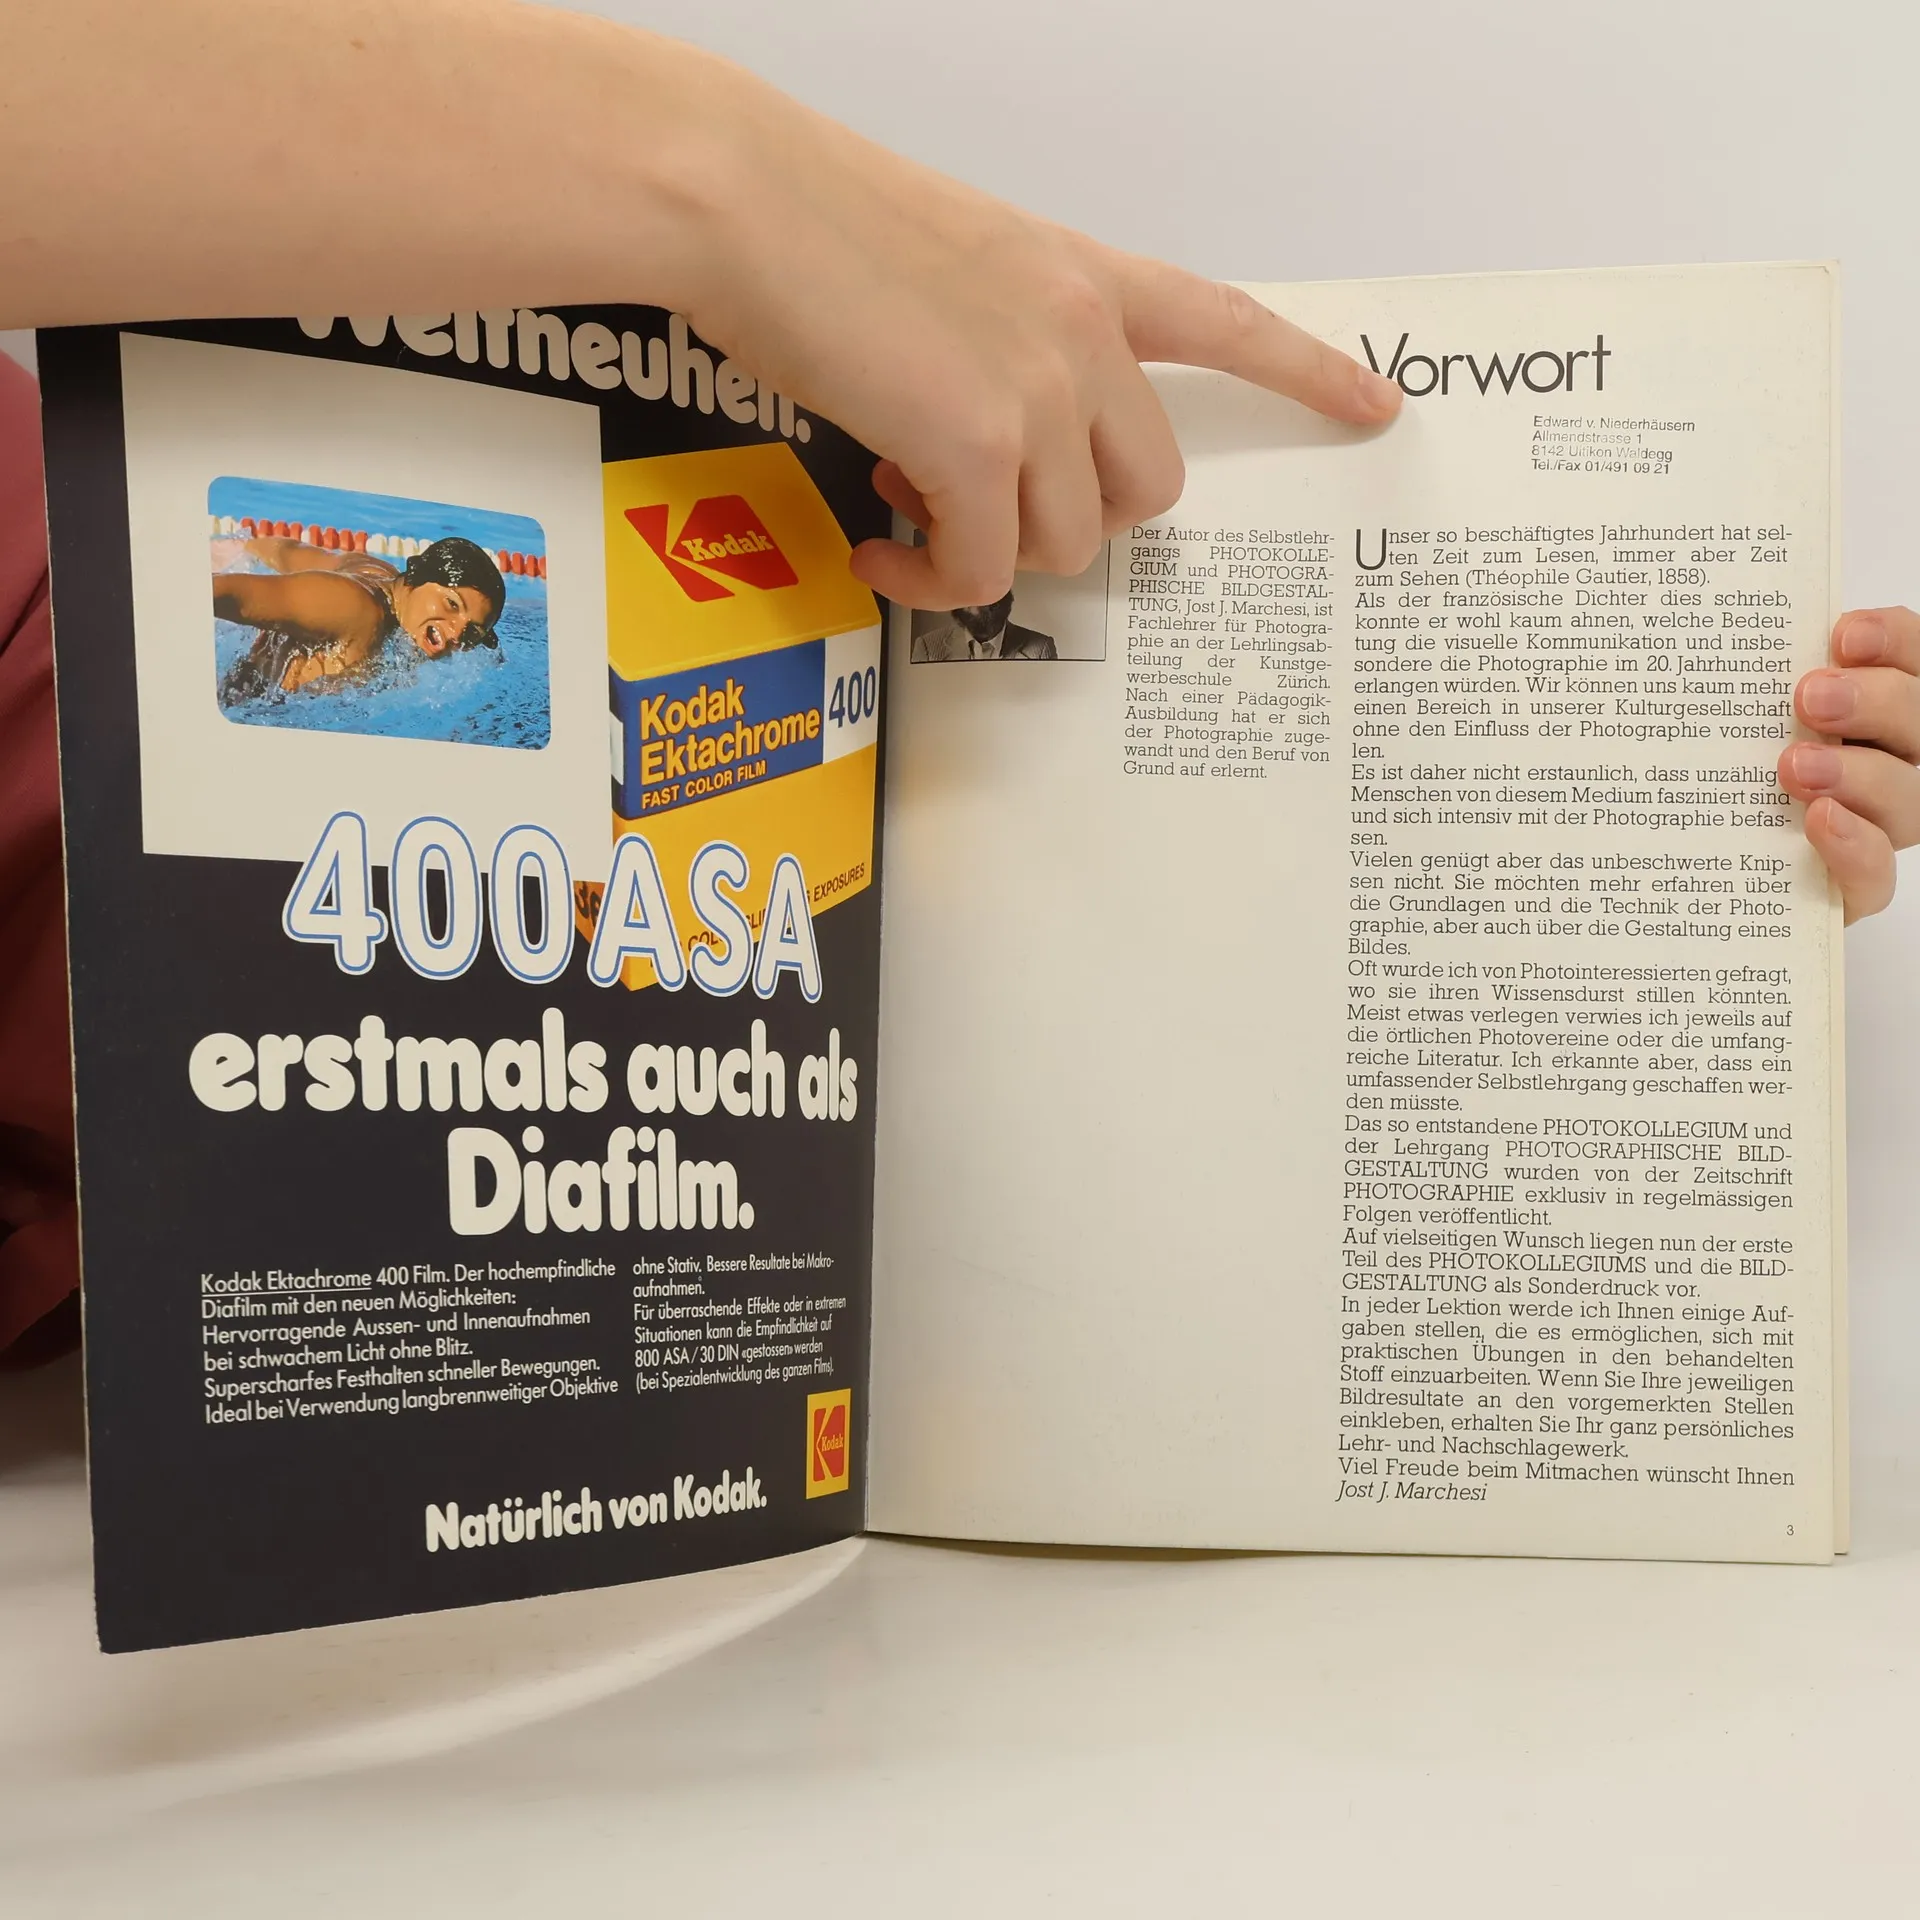 Weltneuheit.
Kodak
Kodak
Ektachrome
FAST COLOR FILM
400
EXPOSURES
400 ASA
erstmals auch als
Diafilm.
Kodak Ektachrome 400 Film. Der hochempfindliche
Diafilm mit den neuen Möglichkeiten:
Hervorragende Aussen- und Innenaufnahmen
bei schwachem Licht ohne Blitz.
Superscharfes Festhalten schneller Bewegungen.
Ideal bei Verwendung langbrennweitiger Objektive
ohne Stativ. Bessere Resultate bei Makro-
aufnahmen.
Für überraschende Effekte oder in extremen
Situationen kann die Empfindlichkeit auf
800 ASA/30 DIN «gestossen» werden
(bei Spezialentwicklung des ganzen Films).
Kodak
Natürlich von Kodak.
Vorwort
Edward v. Niederhäusern
Allmendstrasse 1
8142 Uitikon Waldegg
Tel./Fax 01/491 09 21
Der Autor des Selbstlehr-
gangs PHOTOKOLLE-
GIUM und PHOTOGRA-
PHISCHE BILDGESTAL-
TUNG, Jost J. Marchesi, ist
Fachlehrer für Photogra-
phie an der Lehrlingsab-
teilung der Kunstge-
werbeschule Zürich.
Nach einer Pädagogik-
Ausbildung hat er sich
der Photographie zuge-
wandt und den Beruf von
Grund auf erlernt.
Unser so beschäftigtes Jahrhundert hat sel-
ten Zeit zum Lesen, immer aber Zeit
zum Sehen (Théophile Gautier, 1858).
Als der französische Dichter dies schrieb,
konnte er wohl kaum ahnen, welche Bedeu-
tung die visuelle Kommunikation und insbe-
sondere die Photographie im 20. Jahrhundert
erlangen würden. Wir können uns kaum mehr
einen Bereich in unserer Kulturgesellschaft
ohne den Einfluss der Photographie vorstel-
len.
Es ist daher nicht erstaunlich, dass unzählig
Menschen von diesem Medium fasziniert sind
und sich intensiv mit der Photographie befas-
sen.
Vielen genügt aber das unbeschwerte Knip-
sen nicht. Sie möchten mehr erfahren über
die Grundlagen und die Technik der Photo-
graphie, aber auch über die Gestaltung eines
Bildes.
Oft wurde ich von Photointeressierten gefragt,
wo sie ihren Wissensdurst stillen könnten.
Meist etwas verlegen verwies ich jeweils auf
die örtlichen Photovereine oder die umfang-
reiche Literatur. Ich erkannte aber, dass ein
umfassender Selbstlehrgang geschaffen wer-
den müsste.
Das so entstandene PHOTOKOLLEGIUM und
der Lehrgang PHOTOGRAPHISCHE BILD-
GESTALTUNG wurden von der Zeitschrift
PHOTOGRAPHIE exklusiv in regelmässigen
Folgen veröffentlicht.
Auf vielseitigen Wunsch liegen nun der erste
Teil des PHOTOKOLLEGIUMS und die BILD-
GESTALTUNG als Sonderdruck vor.
In jeder Lektion werde ich Ihnen einige Auf-
gaben stellen, die es ermöglichen, sich mit
praktischen Übungen in den behandelten
Stoff einzuarbeiten. Wenn Sie Ihre jeweiligen
Bildresultate an den vorgemerkten Stellen
einkleben, erhalten Sie Ihr ganz persönliches
Lehr- und Nachschlagewerk.
Viel Freude beim Mitmachen wünscht Ihnen
Jost J. Marchesi
3